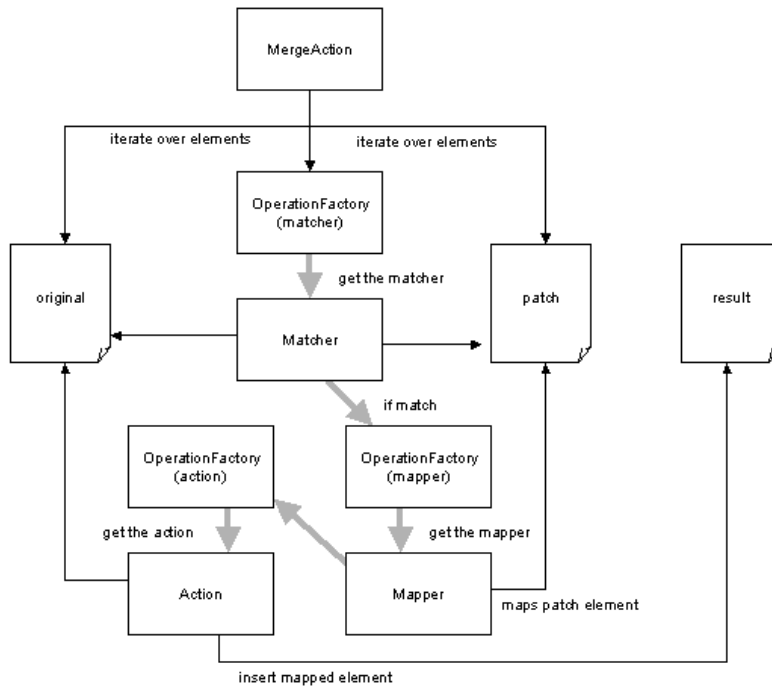 MergeAction
iterate over elements
iterate over elements
OperationFactory
(matcher)
get the matcher
original
patch
result
Matcher
if match
OperationFactory
(action)
OperationFactory
(mapper)
get the action
get the mapper
Action
Mapper
maps patch element
insert mapped element